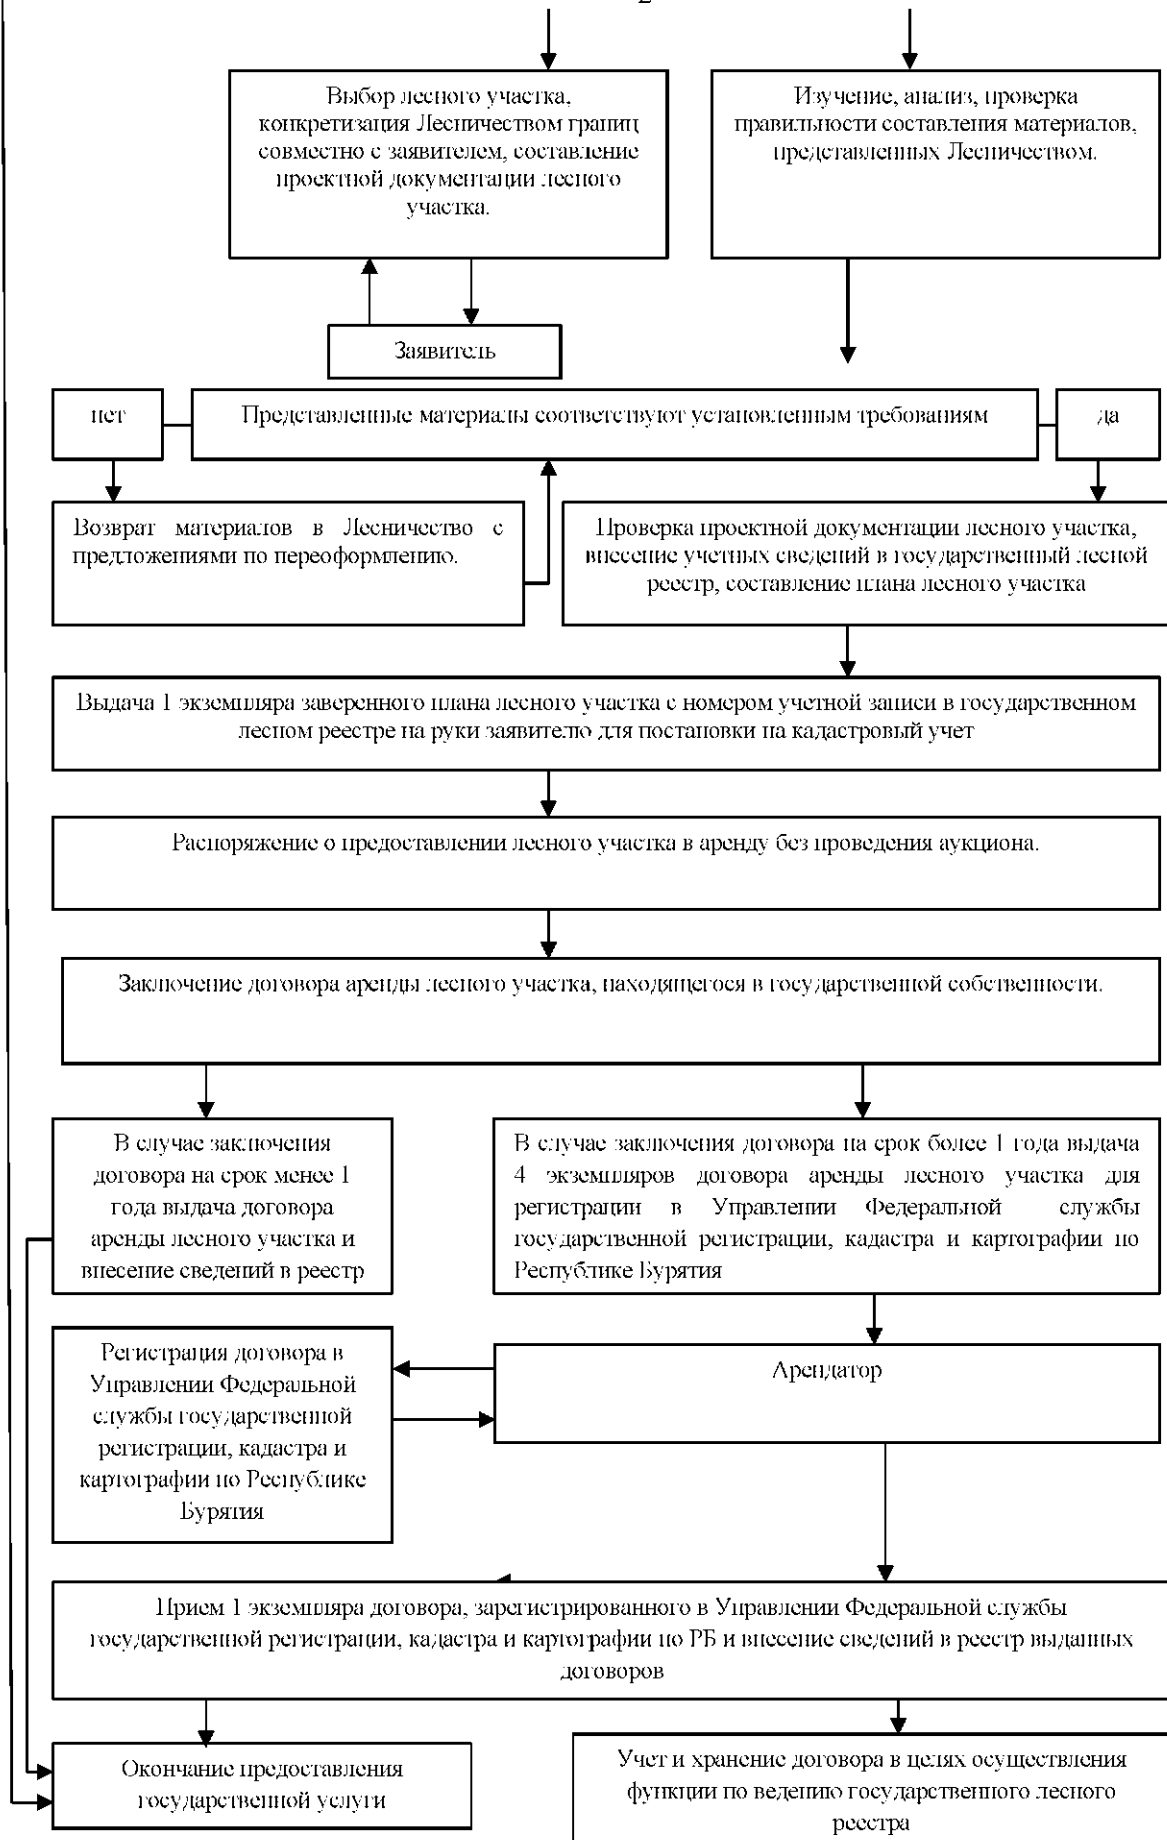 2
Выбор лесного участка,
конкретизация Лесничеством границ
совместно с заявителем, составление
проектной документации лесного
участка.
Изучение, анализ, проверка
правильности составления материалов,
представленных Лесничеством.
Заявитель
нет
Представленные материалы соответствуют установленным требованиям
да
Возврат материалов в Лесничество с
предложениями по переоформлению.
Проверка проектной документации лесного участка,
внесение учетных сведений в государственный лесной
реестр, составление плана лесного участка
Выдача 1 экземпляра заверенного плана лесного участка с номером учетной записи в государственном
лесном реестре на руки заявителю для постановки на кадастровый учет
Распоряжение о предоставлении лесного участка в аренду без проведения аукциона.
Заключение договора аренды лесного участка, находящегося в государственной собственности.
В случае заключения
договора на срок менее 1
года выдача договора
аренды лесного участка и
внесение сведений в реестр
В случае заключения договора на срок более 1 года выдача
4 экземпляров договора аренды лесного участка для
регистрации в Управлении Федеральной службы
государственной регистрации, кадастра и картографии по
Республике Бурятия
Регистрация договора в
Управлении Федеральной
службы государственной
регистрации, кадастра и
картографии по Республике
Бурятия
Арендатор
Прием 1 экземпляра договора, зарегистрированного в Управлении Федеральной службы
государственной регистрации, кадастра и картографии по РБ и внесение сведений в реестр выданных
договоров
Окончание предоставления
государственной услуги
Учет и хранение договора в целях осуществления
функции по ведению государственного лесного
реестра